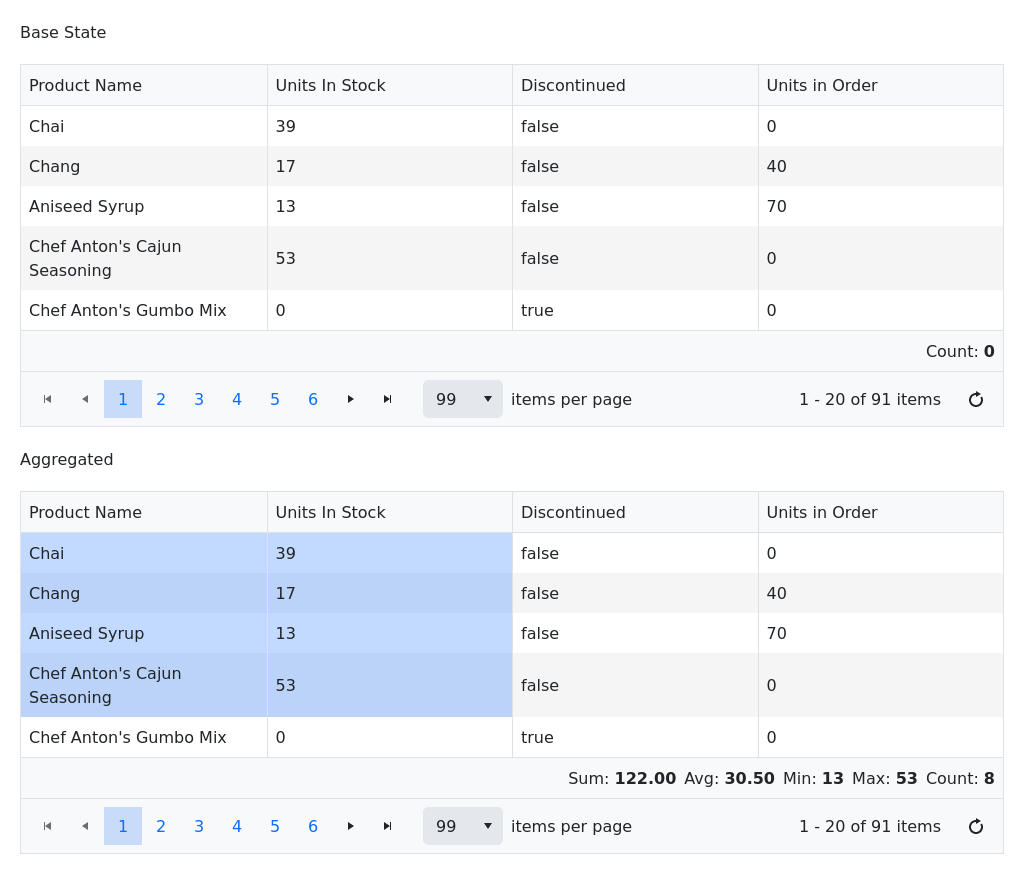 Base State
Product Name Units In Stock Discontinued Units in Order
Chai 39 false 0
Chang 17 false 40
Aniseed Syrup 13 false 70
Chef Anton's Cajun
Seasoning 53 false 0
Chef Anton's Gumbo Mix 0 true 0
Count: 0
1 2 3 4 5 6 99 items per page 1 - 20 of 91 items
Aggregated
Product Name Units In Stock Discontinued Units in Order
Chai 39 false 0
Chang 17 false 40
Aniseed Syrup 13 false 70
Chef Anton's Cajun
Seasoning 53 false 0
Chef Anton's Gumbo Mix 0 true 0
Sum: 122.00 Avg: 30.50 Min: 13 Max: 53 Count: 8
1 2 3 4 5 6 99 items per page 1 - 20 of 91 items